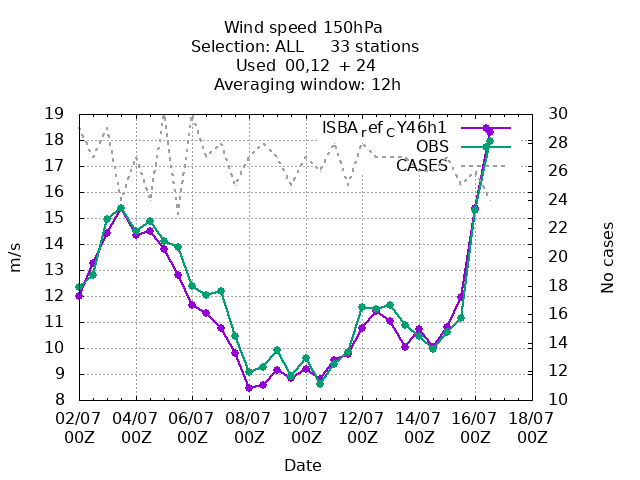 Wind speed 150hPa
Selection: ALL 33 stations
Used 00,12 + 24
Averaging window: 12h
ISBA_ref_CY46h1
OBS
CASES
m/s
19
18
17
16
15
14
13
12
11
10
9
8
No cases
30
28
26
24
22
20
18
16
14
12
10
02/07 04/07 06/07 08/07 10/07 12/07 14/07 16/07 18/07
00Z 00Z 00Z 00Z 00Z 00Z 00Z 00Z 00Z
Date